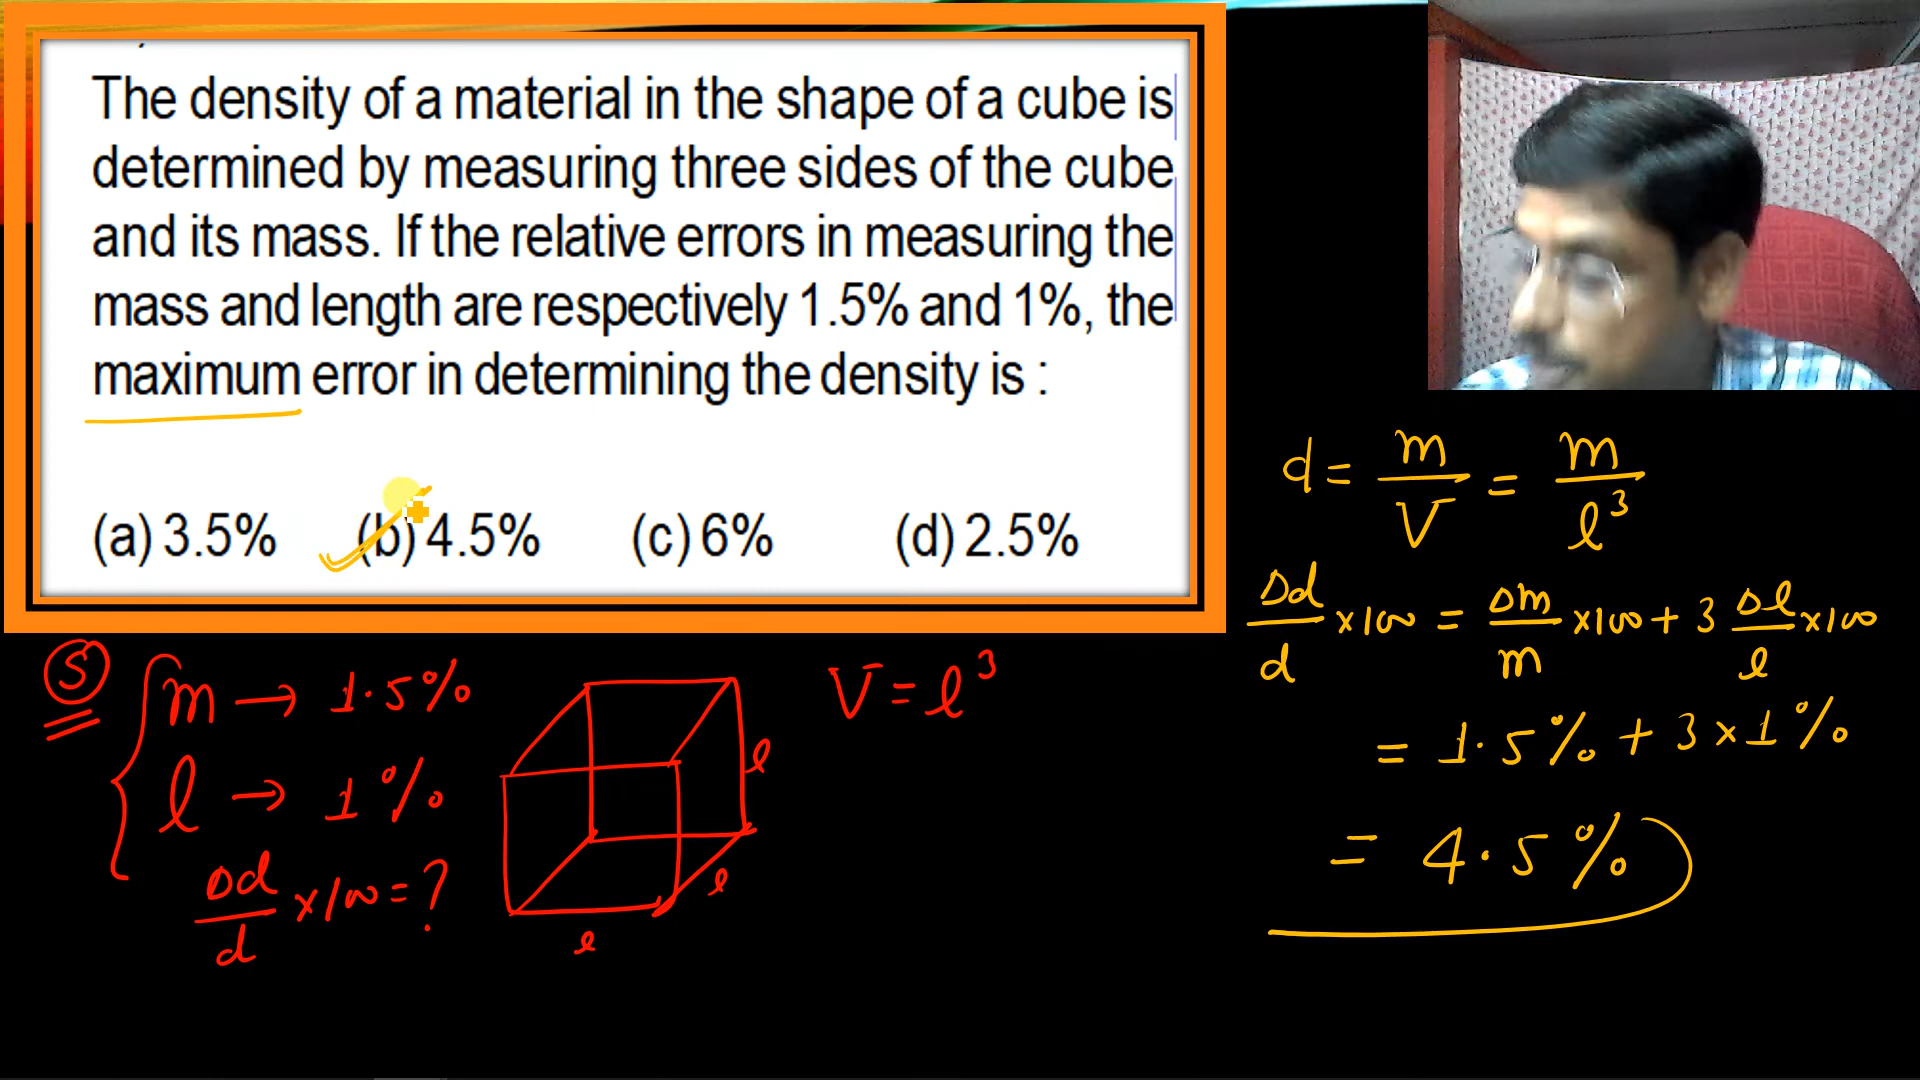 The density of a material in the shape of a cube is
determined by measuring three sides of the cube
and its mass. If the relative errors in measuring the
mass and length are respectively 1.5% and 1%, the
maximum error in determining the density is :
(a) 3.5% (b) 4.5% (c) 6% (d) 2.5%
S
m → 1.5%
l → 1%
Δd/d ×100 = ?
l
l
l
V = l³
d = m/V = m/l³
Δd/d ×100 = Δm/m ×100 + 3 Δl/l ×100
= 1.5% + 3×1%
= 4.5%